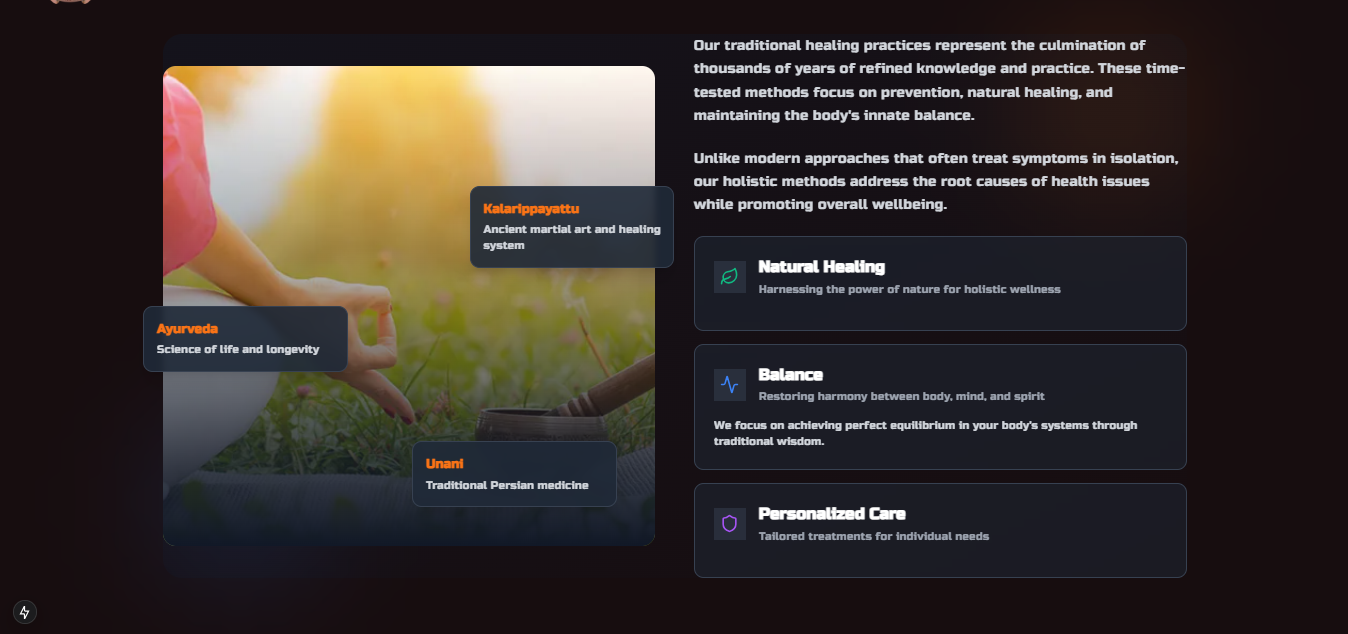 Our traditional healing practices represent the culmination of
thousands of years of refined knowledge and practice. These time-
tested methods focus on prevention, natural healing, and
maintaining the body's innate balance.
Unlike modern approaches that often treat symptoms in isolation,
our holistic methods address the root causes of health issues
while promoting overall wellbeing.
Kalarippayattu
Ancient martial art and healing
system
Ayurveda
Science of life and longevity
Unani
Traditional Persian medicine
Natural Healing
Harnessing the power of nature for holistic wellness
Balance
Restoring harmony between body, mind, and spirit
We focus on achieving perfect equilibrium in your body's systems through
traditional wisdom.
Personalized Care
Tailored treatments for individual needs